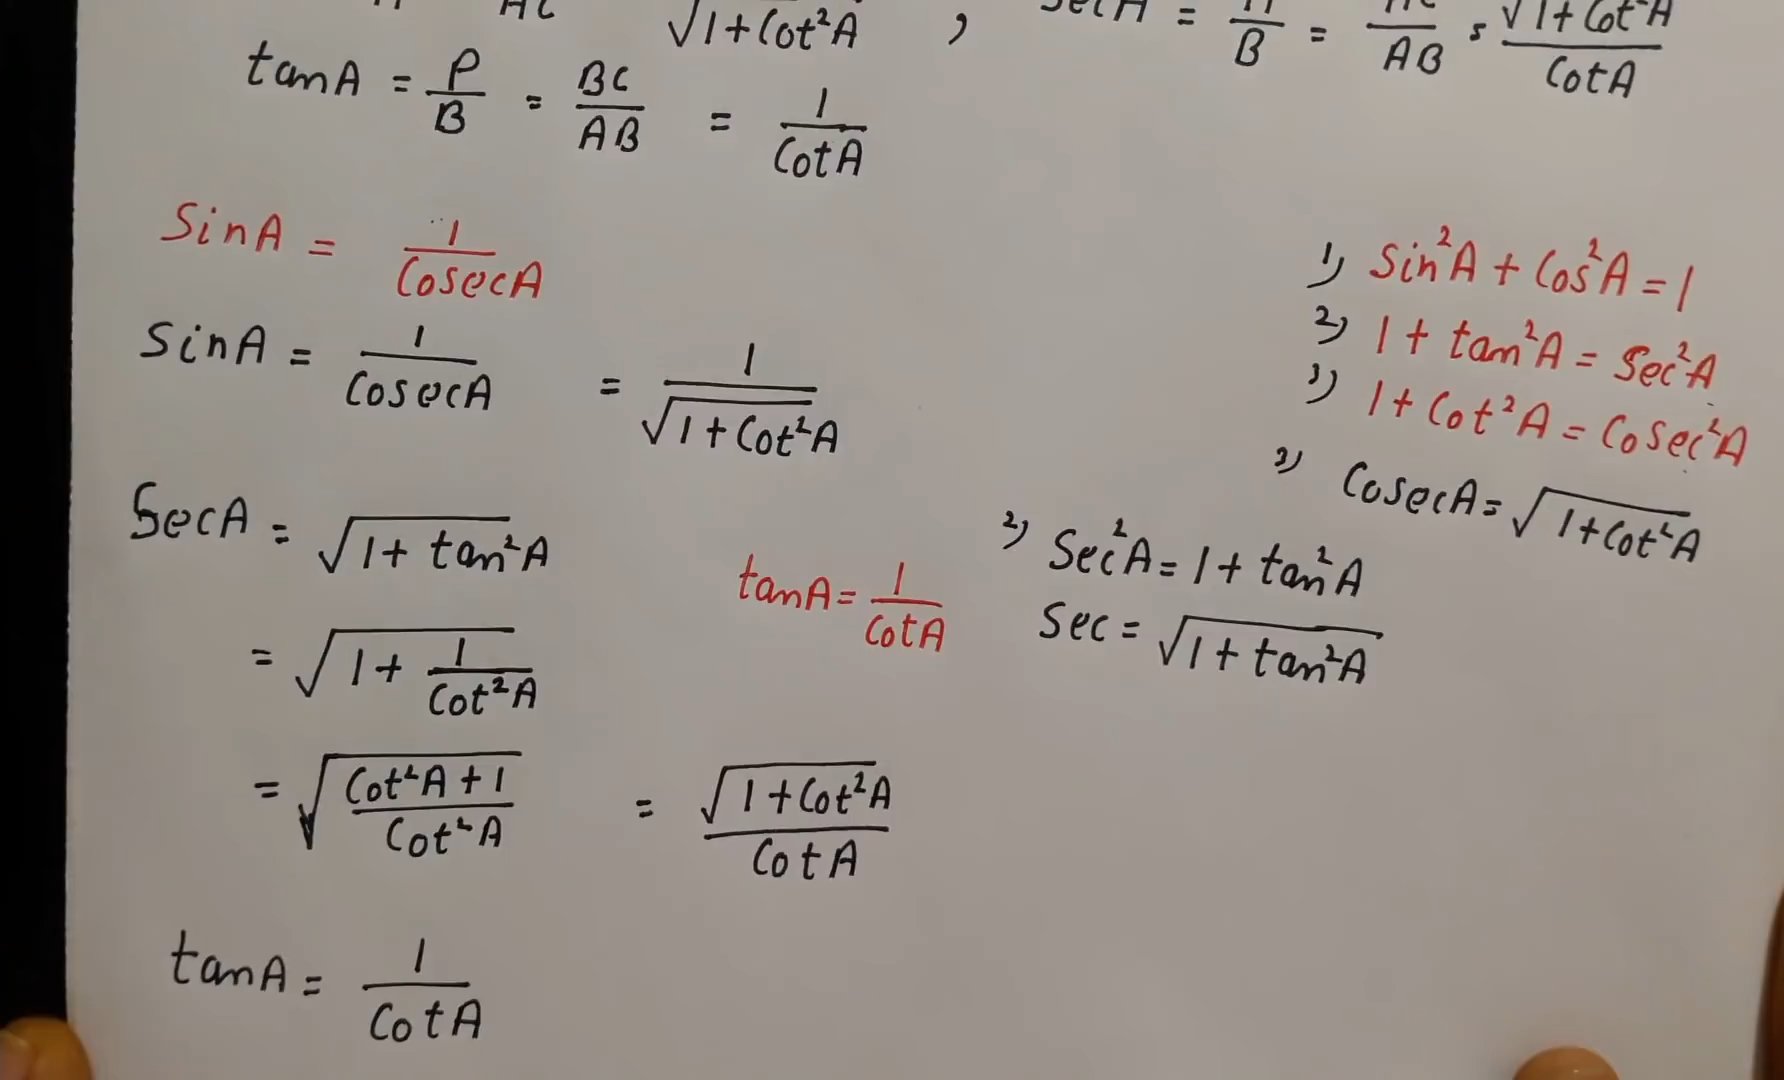 AC √1+Cot²A , SecA = H/B = AC/AB = √1+Cot²A/CotA
tanA = P/B = BC/AB = 1/CotA
SinA = 1/CosecA
SinA = 1/CosecA = 1/√1+Cot²A
1) Sin²A + Cos²A = 1
2) 1 + tan²A = Sec²A
3) 1 + Cot²A = Cosec²A
3) CosecA = √1+Cot²A
SecA = √1+ tan²A
tanA = 1/CotA
2) Sec²A = 1 + tan²A
Sec = √1 + tan²A
= √1+ 1/Cot²A
= √Cot²A + 1/Cot²A = √1+Cot²A/CotA
tanA = 1/CotA